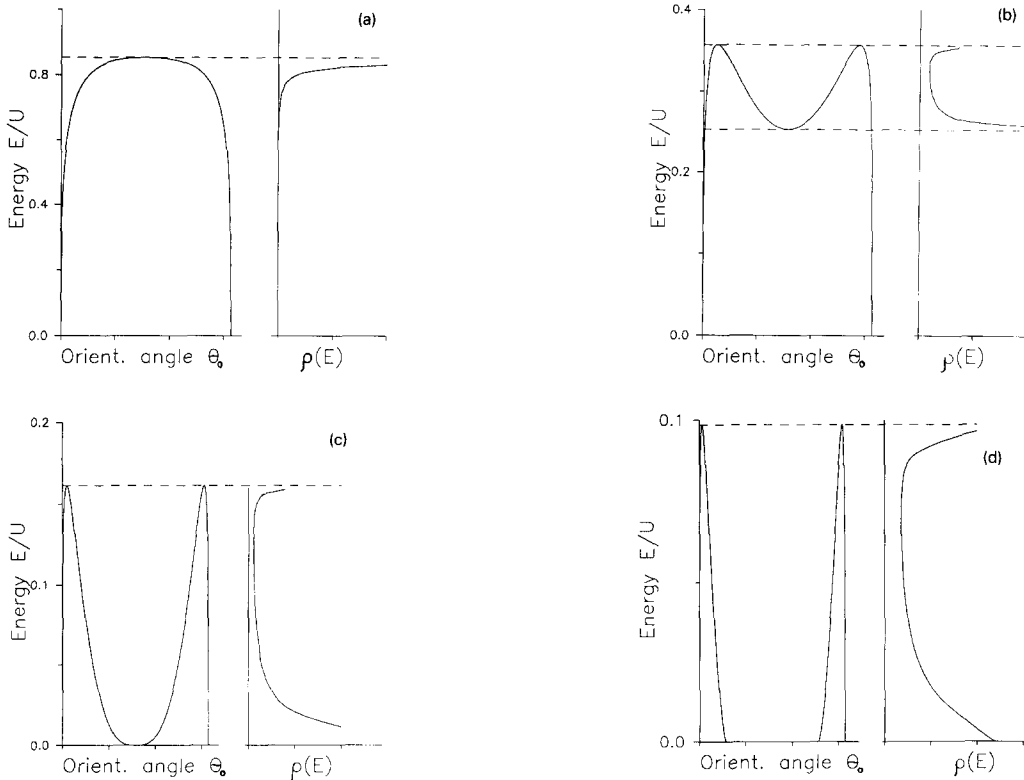 (a)
Energy E/U
0.8
0.4
0.0
Orient. angle θ₀
ρ(E)
(b)
0.4
Energy E/U
0.2
0.0
Orient. angle θ₀
ρ(E)
(c)
0.2
Energy E/U
0.1
0.0
Orient. angle θ₀
ρ(E)
(d)
0.1
Energy E/U
0.0
Orient. angle θ₀
ρ(E)